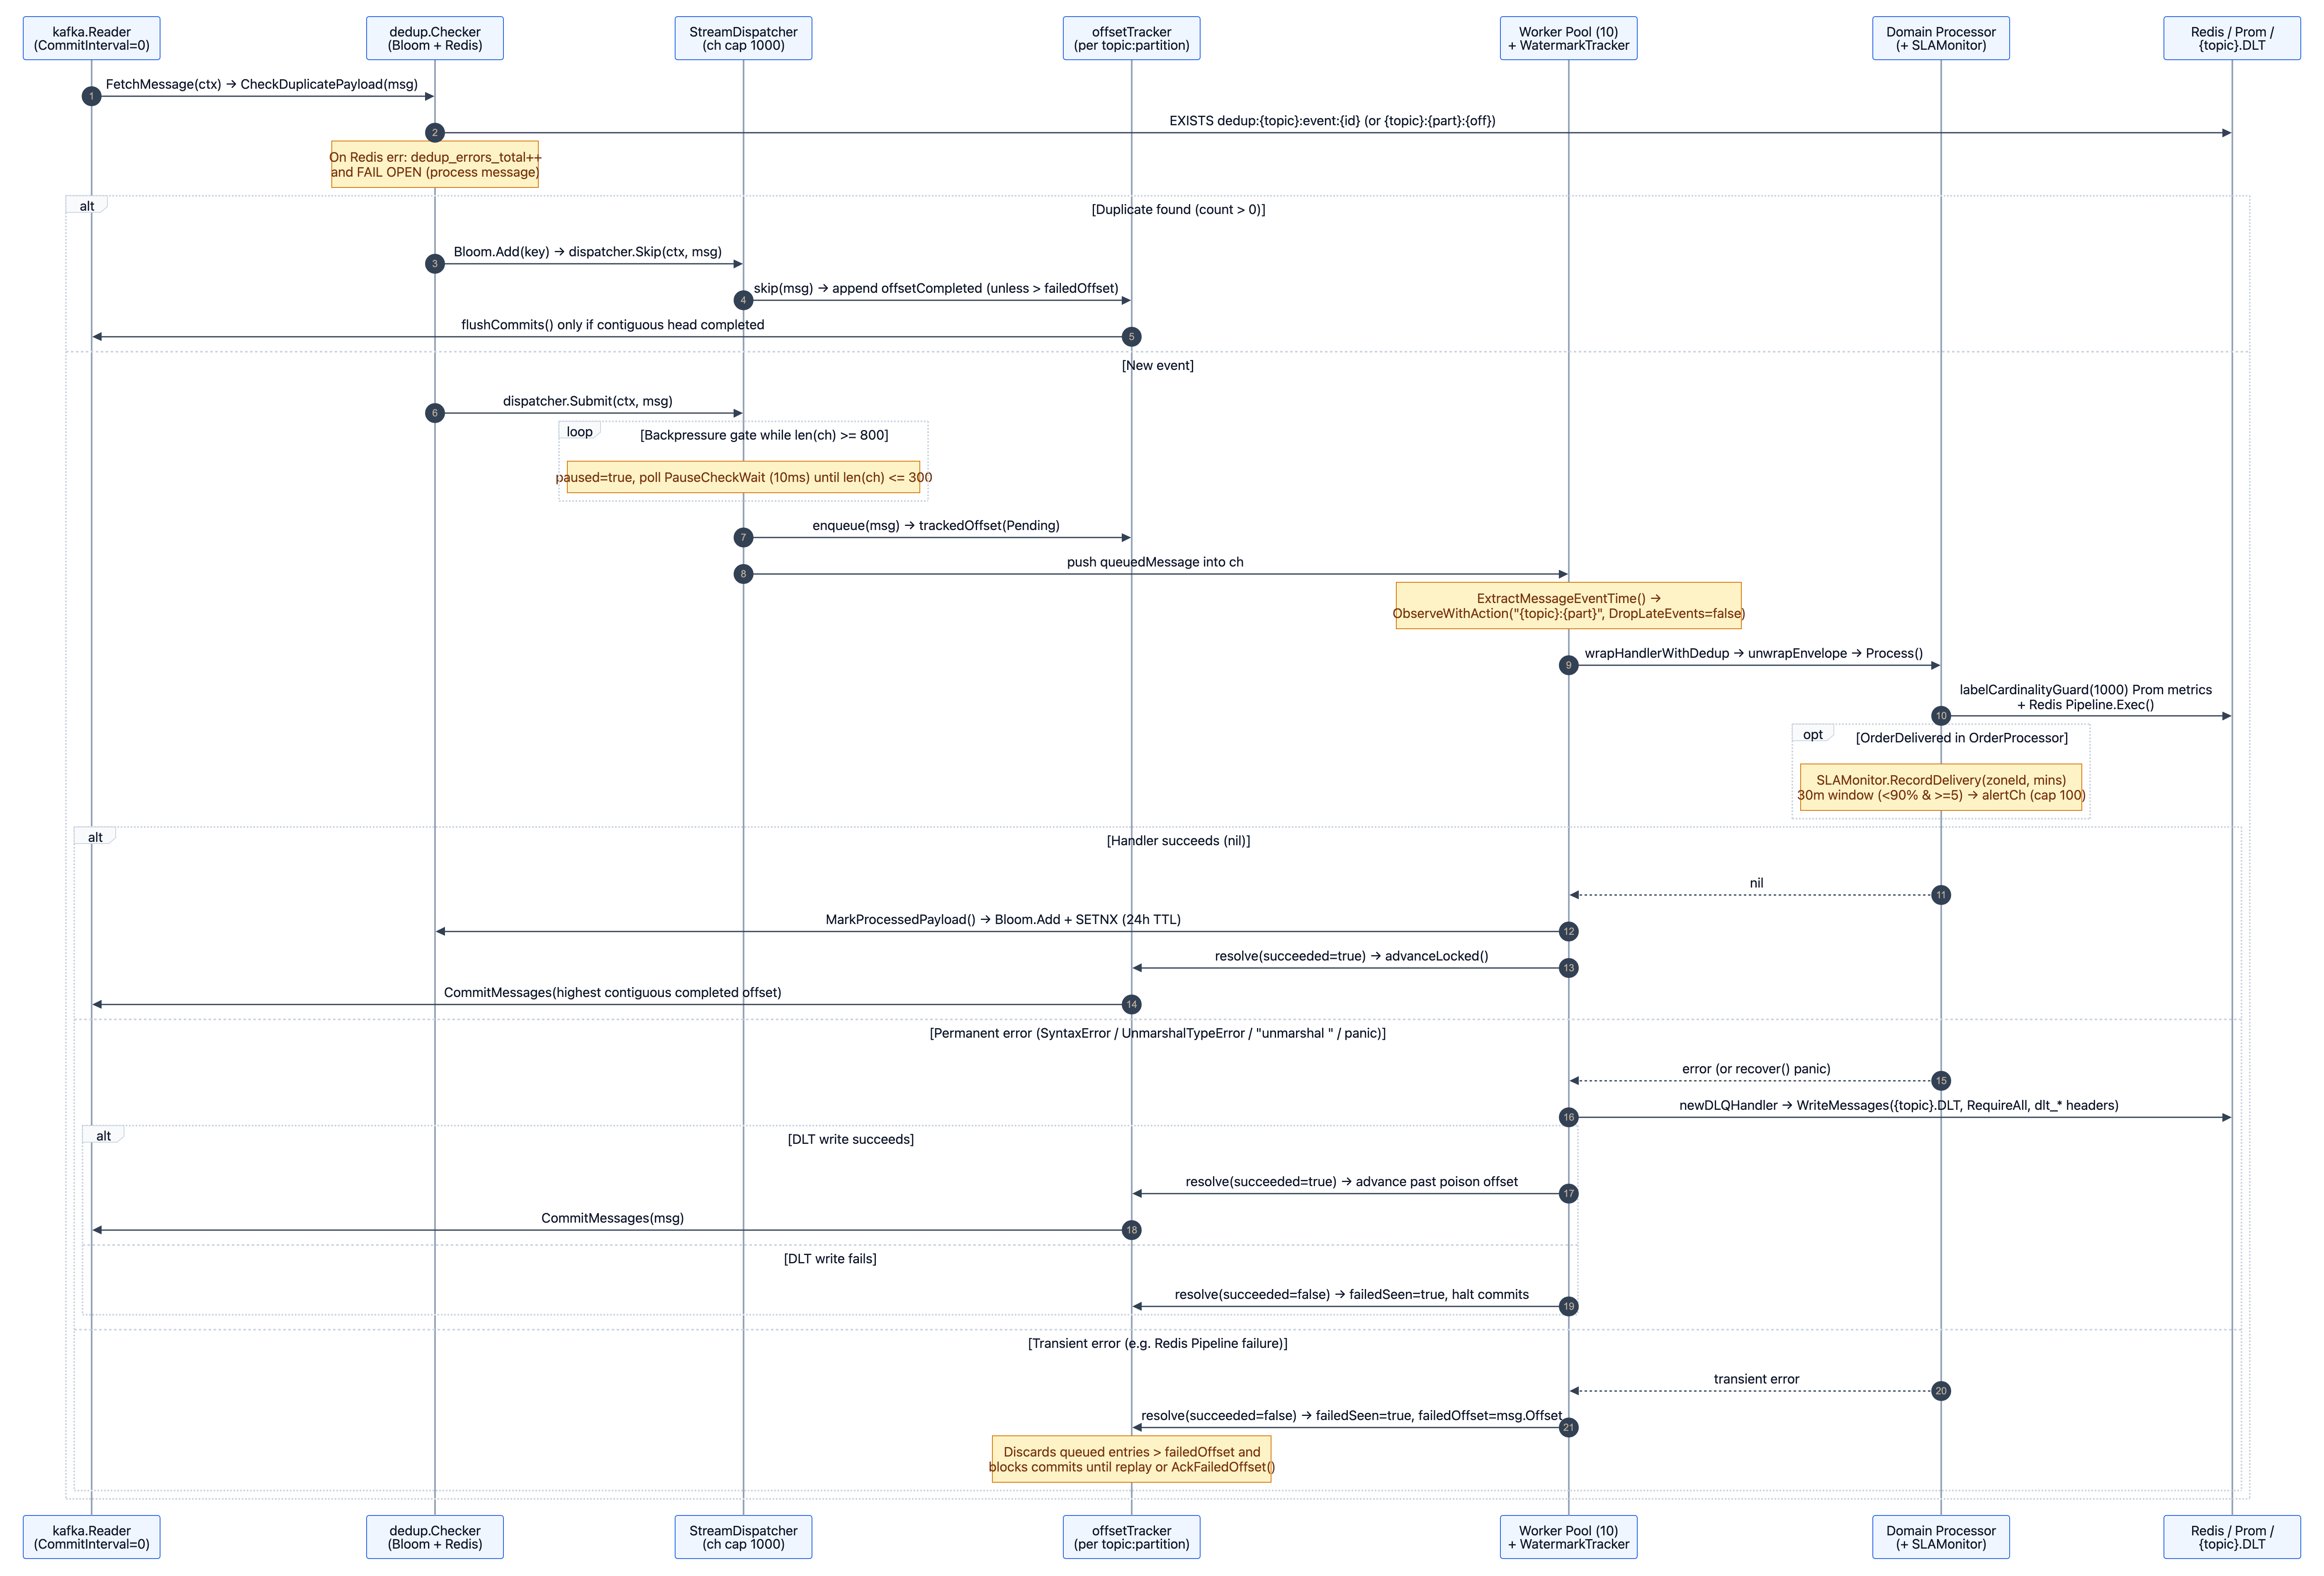 kafka.Reader
(CommitInterval=0)
dedup.Checker
(Bloom + Redis)
StreamDispatcher
(ch cap 1000)
offsetTracker
(per topic:partition)
Worker Pool (10)
+ WatermarkTracker
Domain Processor
(+ SLAMonitor)
Redis / Prom /
{topic}.DLT
1
FetchMessage(ctx) → CheckDuplicatePayload(msg)
2
EXISTS dedup:{topic}:event:{id} (or {topic}:{part}:{off})
On Redis err: dedup_errors_total++
and FAIL OPEN (process message)
alt
[Duplicate found (count > 0)]
3
Bloom.Add(key) → dispatcher.Skip(ctx, msg)
4
skip(msg) → append offsetCompleted (unless > failedOffset)
flushCommits() only if contiguous head completed
5
[New event]
6
dispatcher.Submit(ctx, msg)
loop
[Backpressure gate while len(ch) >= 800]
paused=true, poll PauseCheckWait (10ms) until len(ch) <= 300
7
enqueue(msg) → trackedOffset(Pending)
8
push queuedMessage into ch
ExtractMessageEventTime() →
ObserveWithAction("{topic}:{part}", DropLateEvents=false)
9
wrapHandlerWithDedup → unwrapEnvelope → Process()
10
labelCardinalityGuard(1000) Prom metrics
+ Redis Pipeline.Exec()
opt
[OrderDelivered in OrderProcessor]
SLAMonitor.RecordDelivery(zoneId, mins)
30m window (<90% & >=5) → alertCh (cap 100)
alt
[Handler succeeds (nil)]
nil
11
MarkProcessedPayload() → Bloom.Add + SETNX (24h TTL)
12
resolve(succeeded=true) → advanceLocked()
13
CommitMessages(highest contiguous completed offset)
14
[Permanent error (SyntaxError / UnmarshalTypeError / "unmarshal " / panic)]
error (or recover() panic)
15
16
newDLQHandler → WriteMessages({topic}.DLT, RequireAll, dlt_* headers)
alt
[DLT write succeeds]
resolve(succeeded=true) → advance past poison offset
17
CommitMessages(msg)
18
[DLT write fails]
resolve(succeeded=false) → failedSeen=true, halt commits
19
[Transient error (e.g. Redis Pipeline failure)]
transient error
20
resolve(succeeded=false) → failedSeen=true, failedOffset=msg.Offset
21
Discards queued entries > failedOffset and
blocks commits until replay or AckFailedOffset()
kafka.Reader
(CommitInterval=0)
dedup.Checker
(Bloom + Redis)
StreamDispatcher
(ch cap 1000)
offsetTracker
(per topic:partition)
Worker Pool (10)
+ WatermarkTracker
Domain Processor
(+ SLAMonitor)
Redis / Prom /
{topic}.DLT